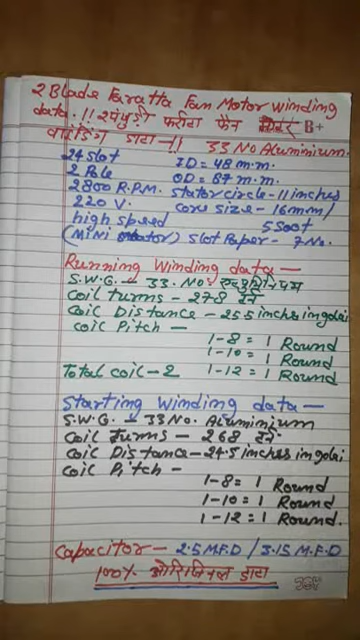 2 Blade Faratta Fan Motor winding
data. !! 2 पंखुड़ी फर्राटा फैन B+
वाइंडिंग डाटा -!! 33 No Aluminium.
24 slot ID = 48 m.m.
2 Pole OD = 87 m.m.
2800 R.P.M. Stator circle - 11 inches
220 V. Core size - 16 mm /
high speed 5 soot
(Mini motor) Slot Paper - 7 No.
Running Winding data -
S.W.G. - 33. No. एल्युमिनियम
Coil turns - 278 टर्न
Coil Distance - 25.5 inches ingolai
Coil Pitch -
1-8 = 1 Round
1-10 = 1 Round
Total coil - 2 1-12 = 1 Round
Starting Winding data -
S.W.G. - 33 No. Aluminium
Coil Turns - 268 टर्न
Coil Distance - 24.5 inches ingolai
Coil Pitch -
1-8 = 1 Round
1-10 = 1 Round
1-12 = 1 Round.
Capacitor - 2.5 M.F.D / 3.15 M.F.D
100% ओरिजिनल डाटा